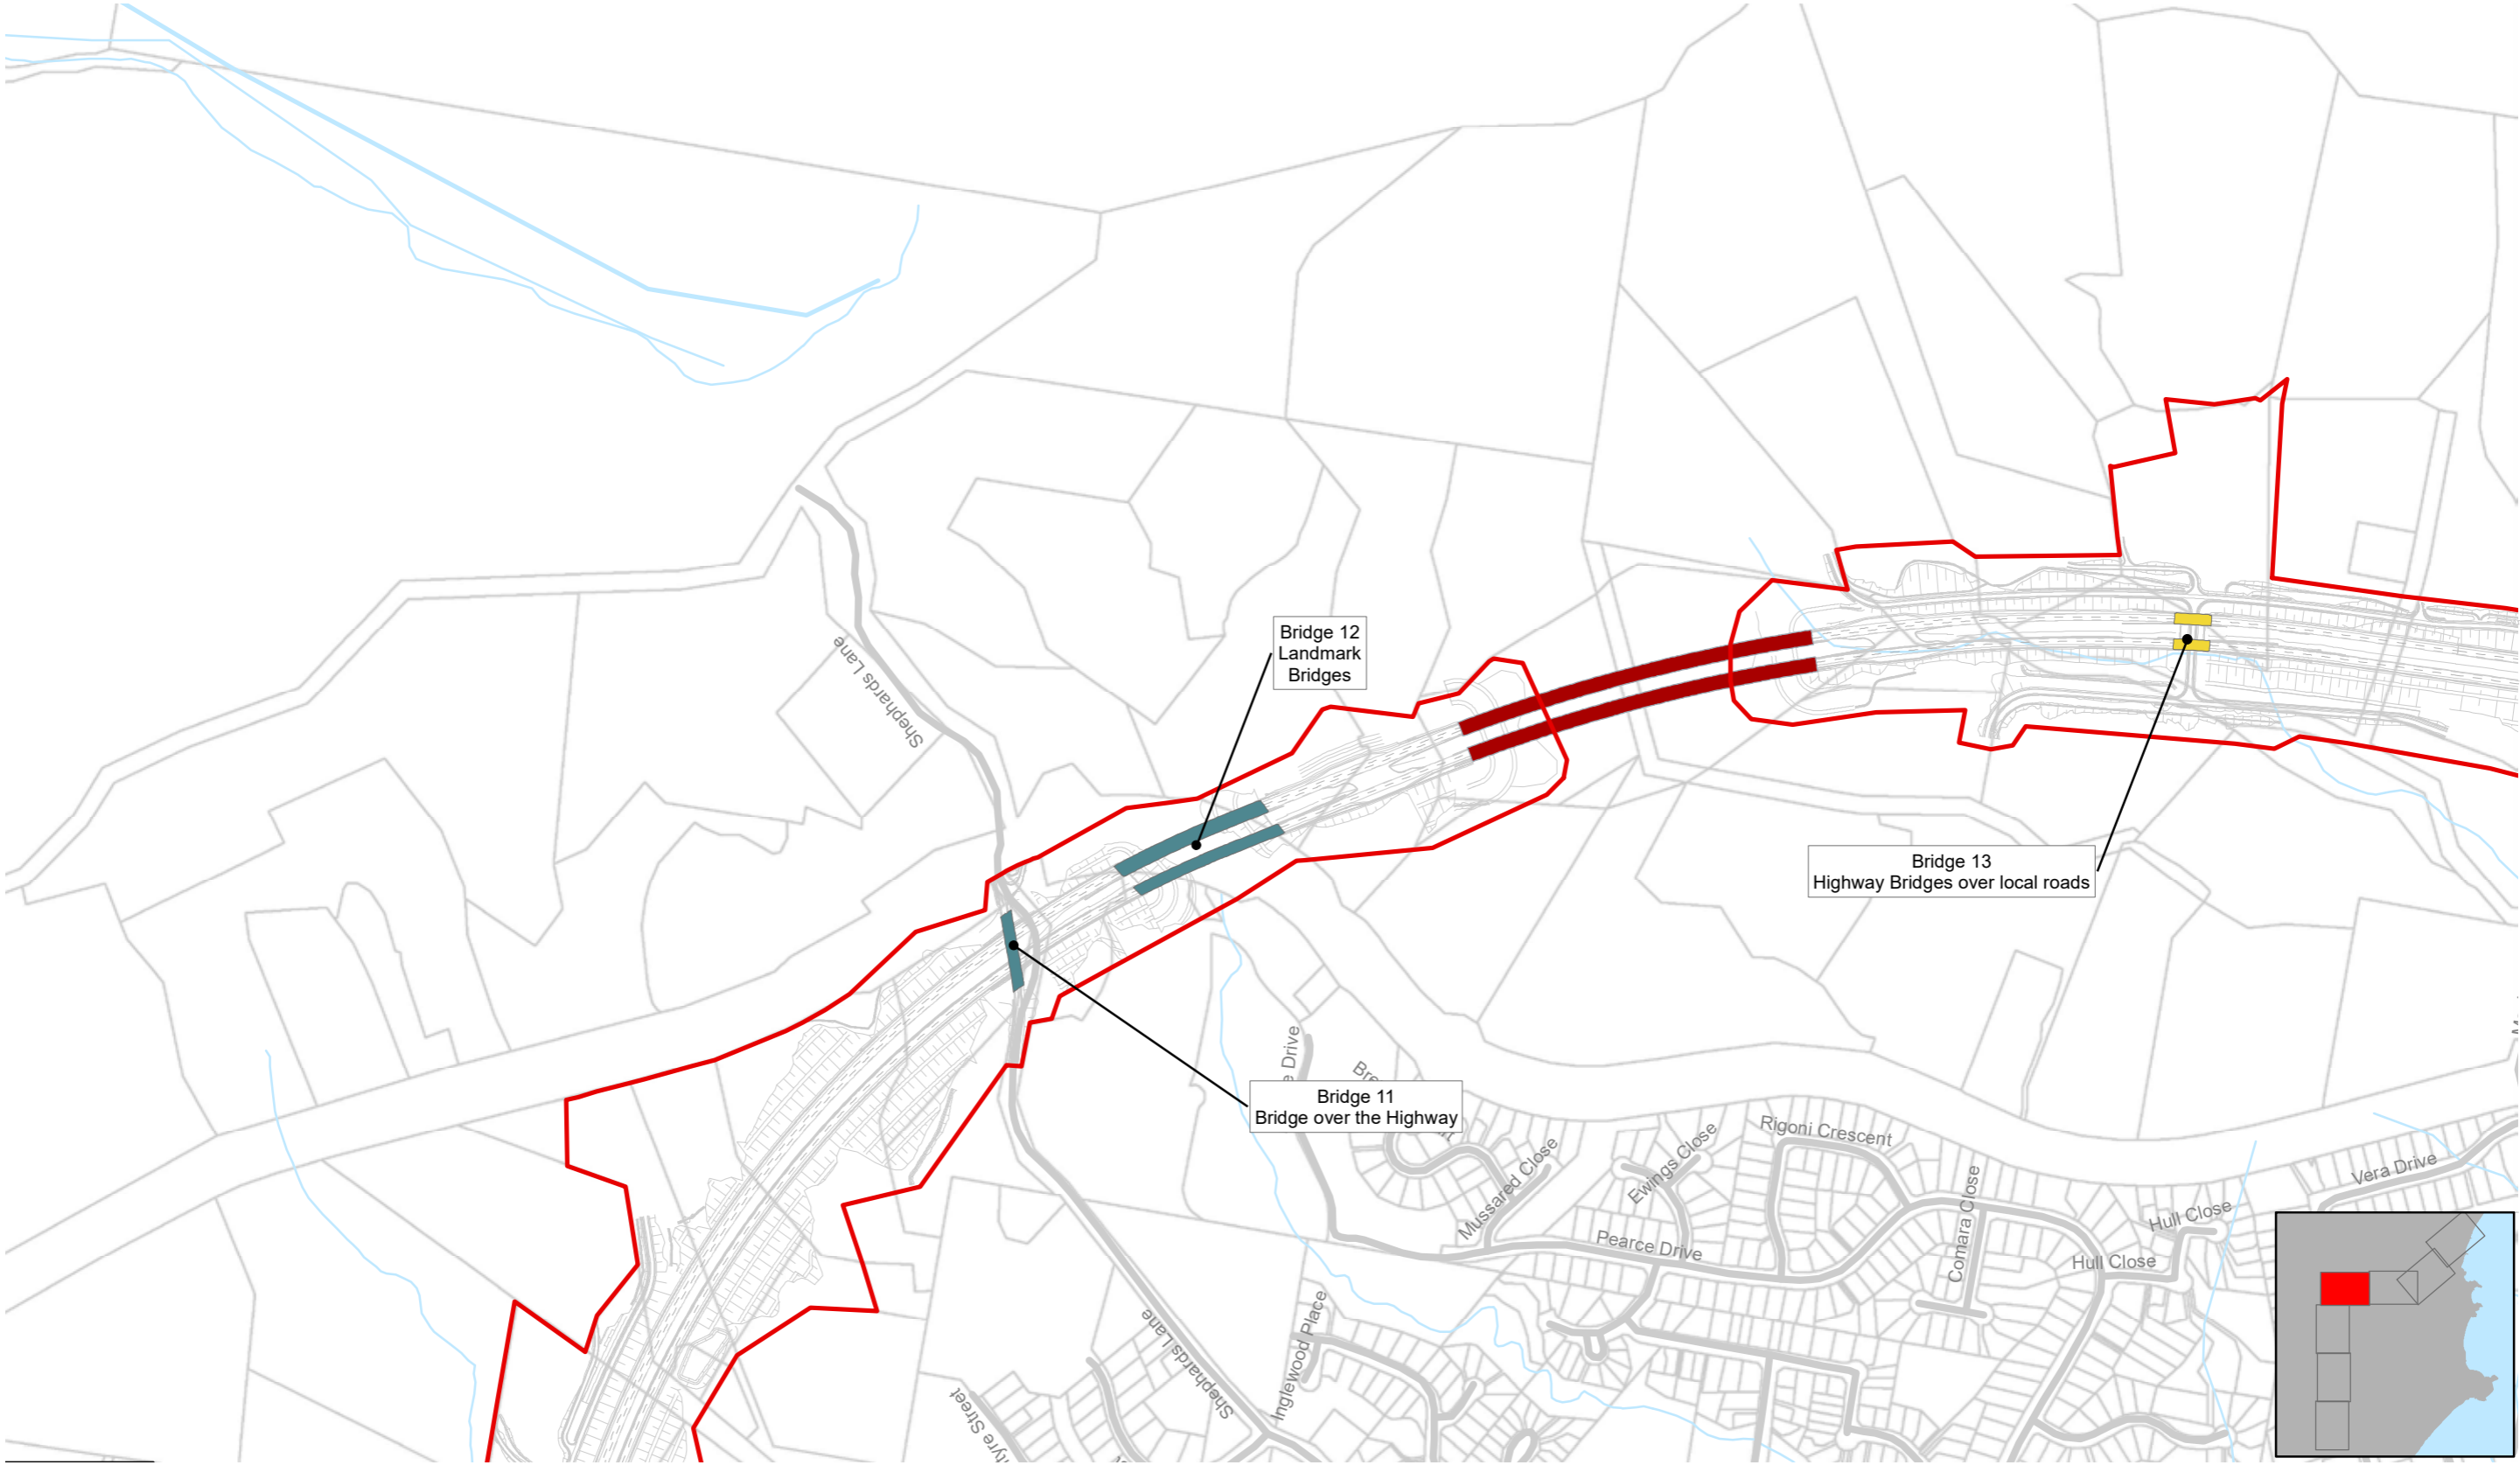 Bridge 12
Landmark
Bridges
Shephards Lane
Bridge 13
Highway Bridges over local roads
Bridge 11
Bridge over the Highway
Drive
Mussared Close
Ewings Close
Rigoni Crescent
Pearce Drive
Comara Close
Hull Close
Hull Close
Vera Drive
Shephards Lane
Inglewood Place
Street